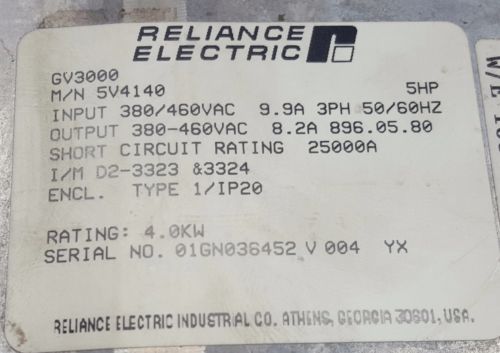 RELIANCE
ELECTRIC
GV3000
M/N 5V4140 5HP
INPUT 380/460VAC 9.9A 3PH 50/60HZ
OUTPUT 380-460VAC 8.2A 896.05.80
SHORT CIRCUIT RATING 25000A
I/M D2-3323 &3324
ENCL. TYPE 1/IP20
RATING: 4.0KW
SERIAL NO. 01GN036452 V 004 YX
RELIANCE ELECTRIC INDUSTRIAL CO. ATHENS, GEORGIA 30601, USA.
W/E